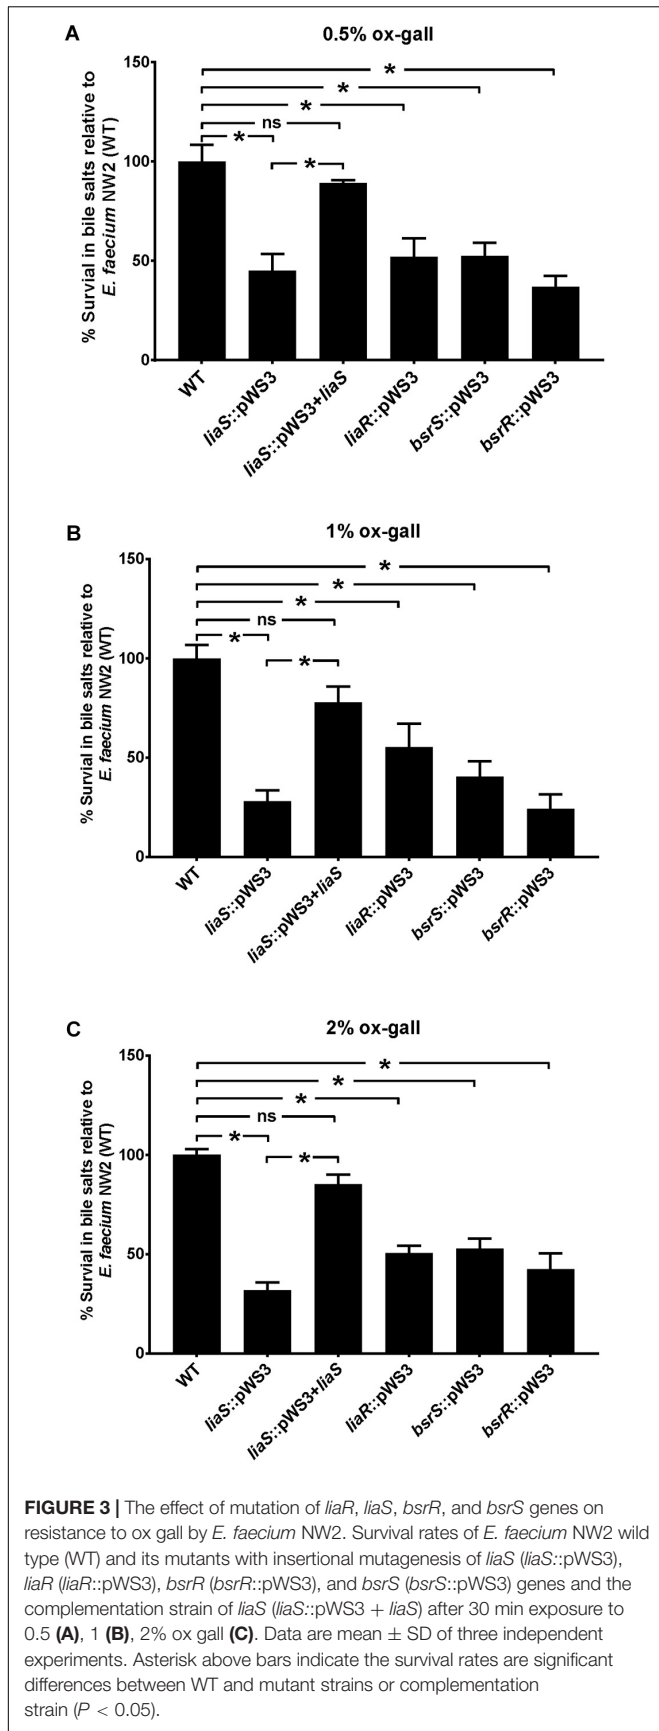 A
0.5% ox-gall
% Survial in bile salts relative to
E. faecium NW2 (WT)
150
100
50
0
*
*
*
ns
*
*
WT
liaS::pWS3
liaS::pWS3+liaS
liaR::pWS3
bsrS::pWS3
bsrR::pWS3
B
1% ox-gall
% Survial in bile salts relative to
E. faecium NW2 (WT)
150
100
50
0
*
*
*
ns
*
*
WT
liaS::pWS3
liaS::pWS3+liaS
liaR::pWS3
bsrS::pWS3
bsrR::pWS3
C
2% ox-gall
% Survial in bile salts relative to
E. faecium NW2 (WT)
150
100
50
0
*
*
*
ns
*
*
WT
liaS::pWS3
liaS::pWS3+liaS
liaR::pWS3
bsrS::pWS3
bsrR::pWS3
FIGURE 3 | The effect of mutation of liaR, liaS, bsrR, and bsrS genes on
resistance to ox gall by E. faecium NW2. Survival rates of E. faecium NW2 wild
type (WT) and its mutants with insertional mutagenesis of liaS (liaS::pWS3),
liaR (liaR::pWS3), bsrR (bsrR::pWS3), and bsrS (bsrS::pWS3) genes and the
complementation strain of liaS (liaS::pWS3 + liaS) after 30 min exposure to
0.5 (A), 1 (B), 2% ox gall (C). Data are mean ± SD of three independent
experiments. Asterisk above bars indicate the survival rates are significant
differences between WT and mutant strains or complementation
strain (P < 0.05).